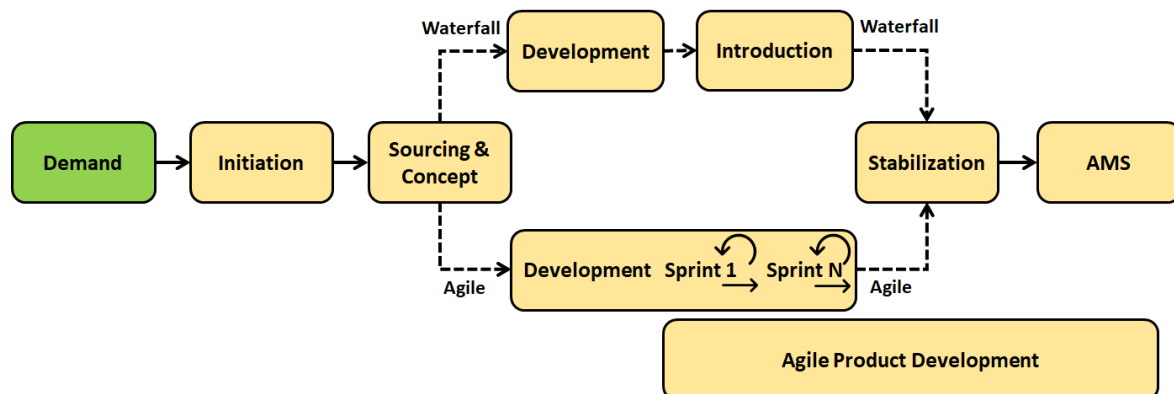 Waterfall
Development
Introduction
Waterfall
Demand
Initiation
Sourcing &
Concept
Stabilization
AMS
Development Sprint 1 Sprint N
Agile
Agile
Agile Product Development